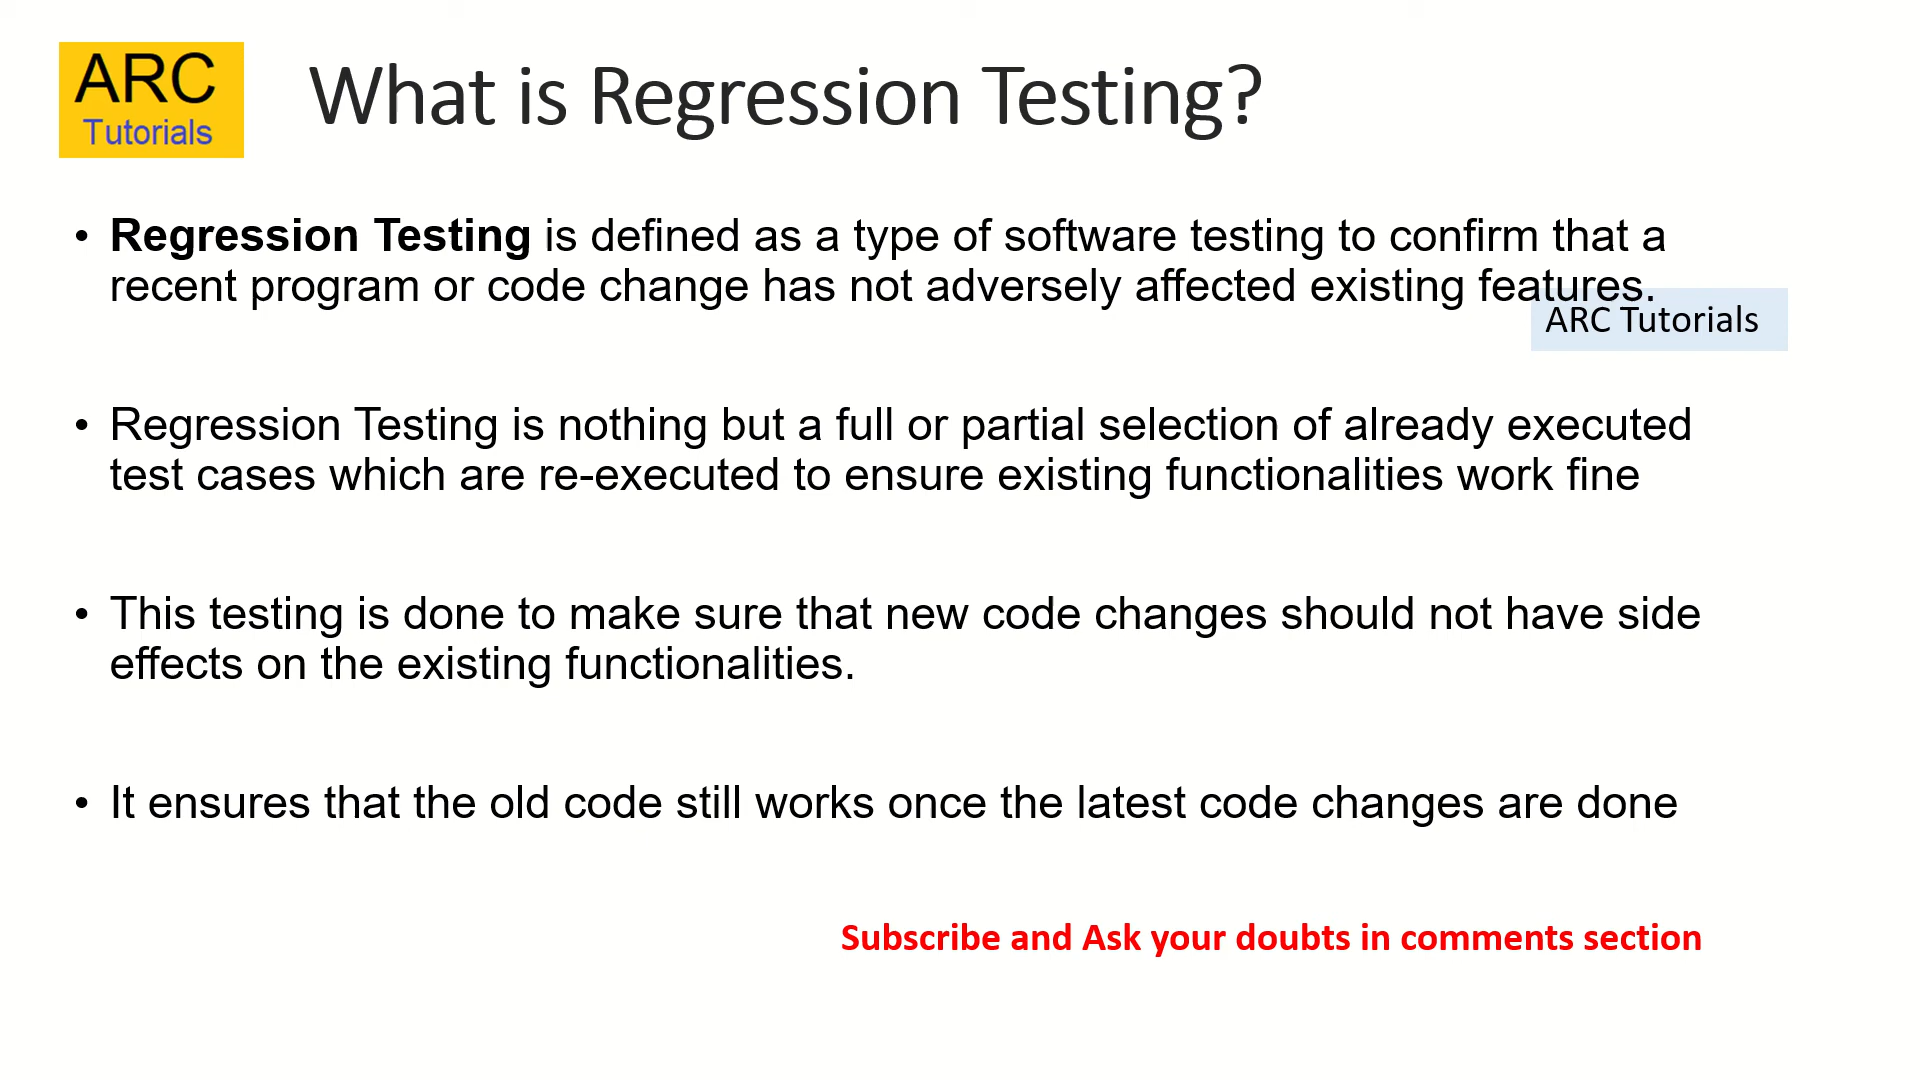 ARC
Tutorials
What is Regression Testing?
• Regression Testing is defined as a type of software testing to confirm that a
recent program or code change has not adversely affected existing features.
ARC Tutorials
• Regression Testing is nothing but a full or partial selection of already executed
test cases which are re-executed to ensure existing functionalities work fine
• This testing is done to make sure that new code changes should not have side
effects on the existing functionalities.
• It ensures that the old code still works once the latest code changes are done
Subscribe and Ask your doubts in comments section